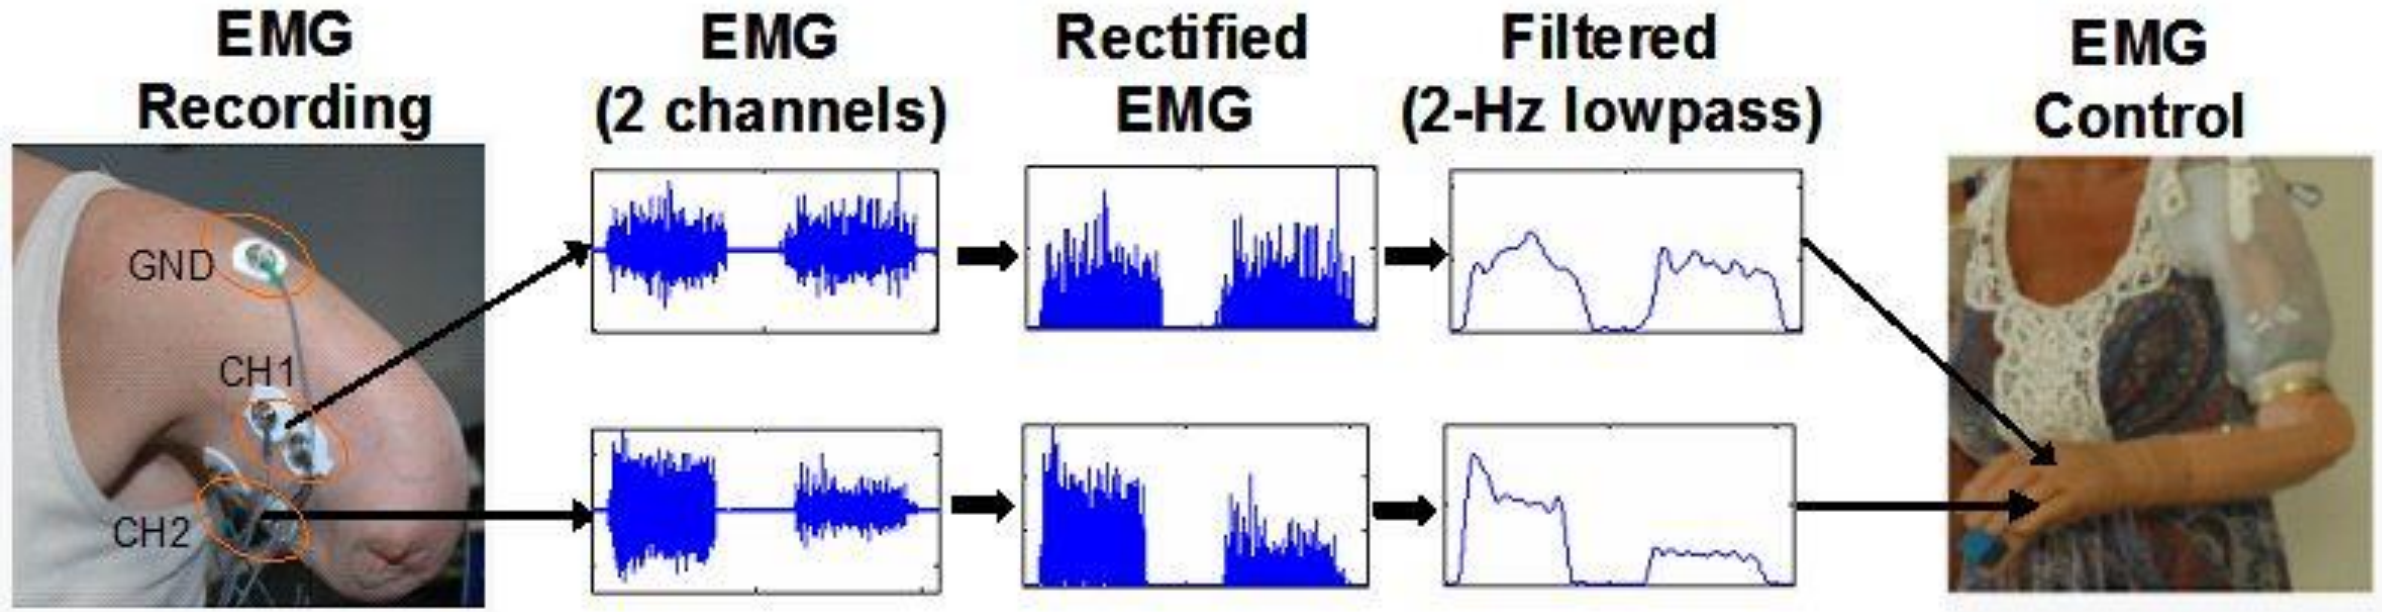 EMG
Recording
EMG
(2 channels)
Rectified
EMG
Filtered
(2-Hz lowpass)
EMG
Control
GND
CH1
CH2